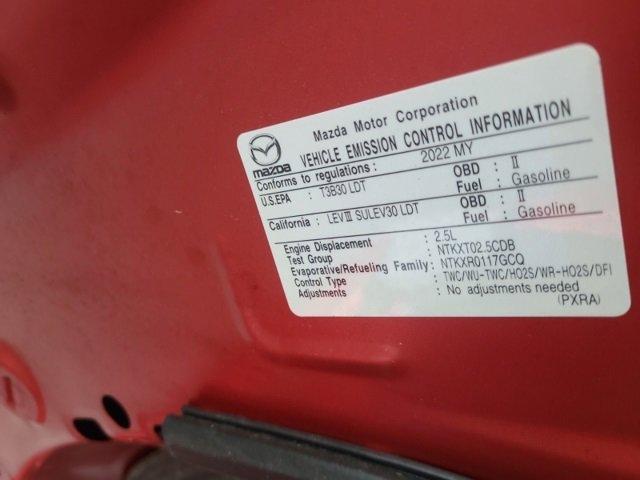 mazda
Mazda Motor Corporation
VEHICLE EMISSION CONTROL INFORMATION
Conforms to regulations : 2022 MY
U.S.EPA : T3B30 LDT OBD : II
Fuel : Gasoline
California : LEVⅢ SULEV30 LDT OBD : II
Fuel : Gasoline
Engine Displacement : 2.5L
Test Group : NTKXT02.5CDB
Evaporative/Refueling Family : NTKXR0117GCQ
Control Type : TWC/WU-TWC/HO2S/WR-HO2S/DFI
Adjustments : No adjustments needed
(PXRA)